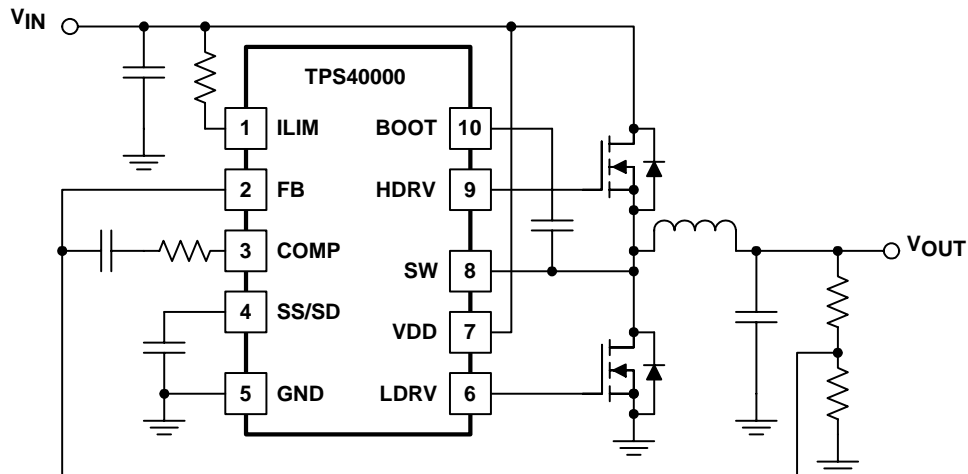 VIN
TPS40000
1 ILIM BOOT 10
2 FB HDRV 9
3 COMP
SW 8
VOUT
4 SS/SD
VDD 7
5 GND LDRV 6